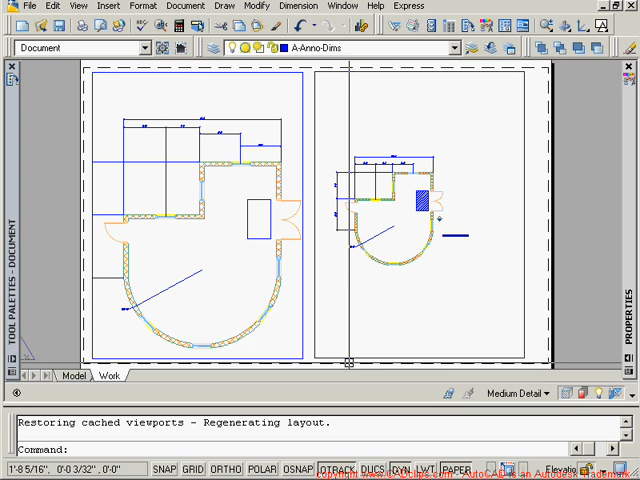 File Edit View Insert Format Tools Draw Dimension Modify Document Window Help Express
Document
A-Anno-Dims
TOOL PALETTES - DOCUMENT
PROPERTIES
Model Work
Medium Detail
Restoring cached viewports - Regenerating layout.
Command:
1'-8 5/16", 0'-0 3/32", 0'-0" SNAP GRID ORTHO POLAR OSNAP OTRACK DUCS DYN LWT PAPER Elevatio
copyright www.CADclips.com - AutoCAD is an Autodesk Trademark